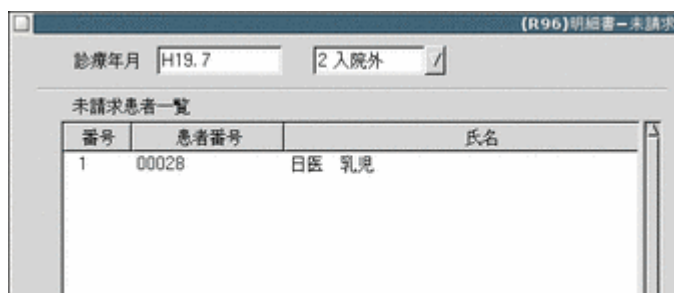 (R96)明細書－未請求
診療年月 H19.7 2 入院外
未請求患者一覧
番号 患者番号 氏名
1 00028 日医 乳児